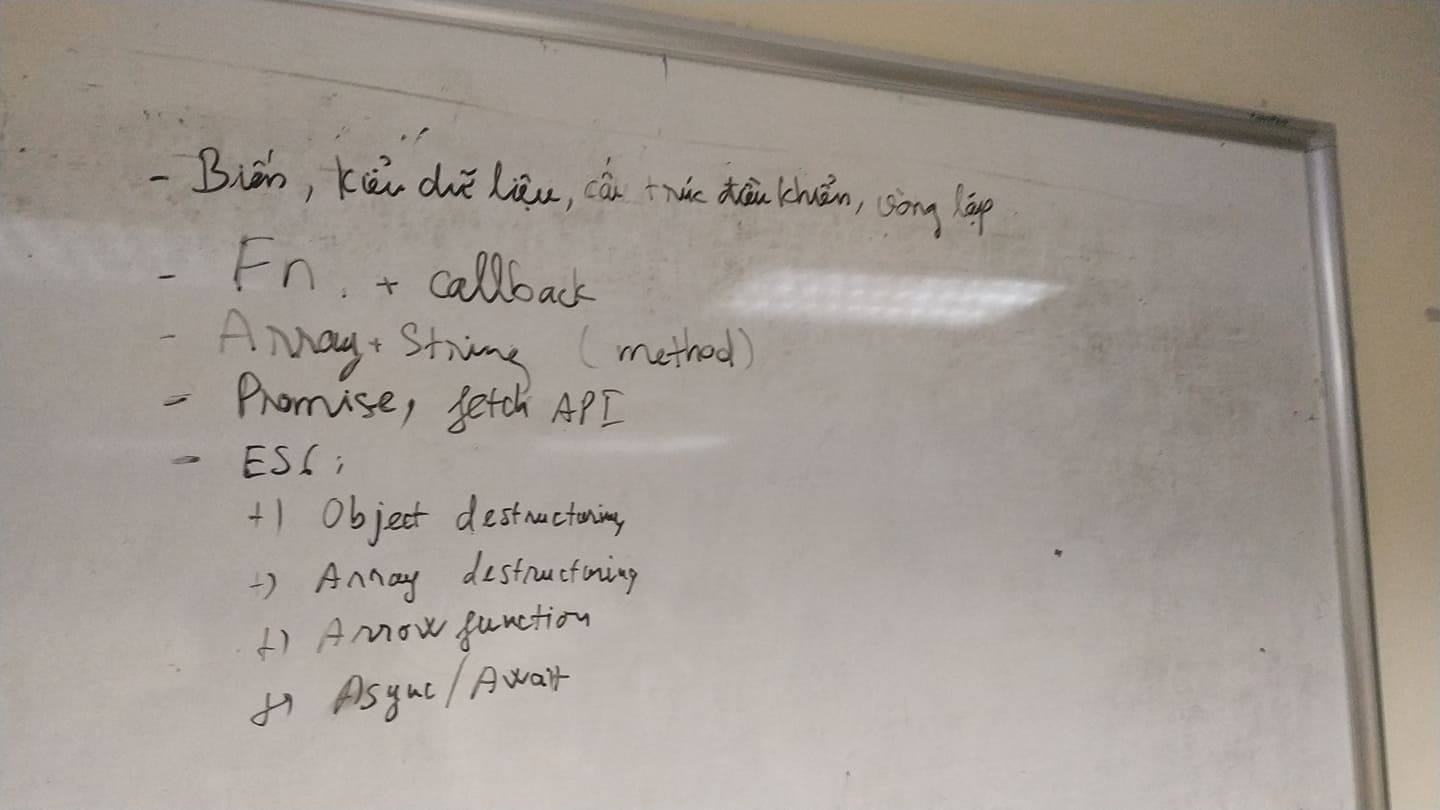 - Biến, kiểu dữ liệu, cấu trúc điều khiển, vòng lặp
- Fn. + callback
- Array + String (method)
- Promise, fetch API
- ES6:
+) Object destructuring
+) Array destructuring
+) Arrow function
+) Async/Await